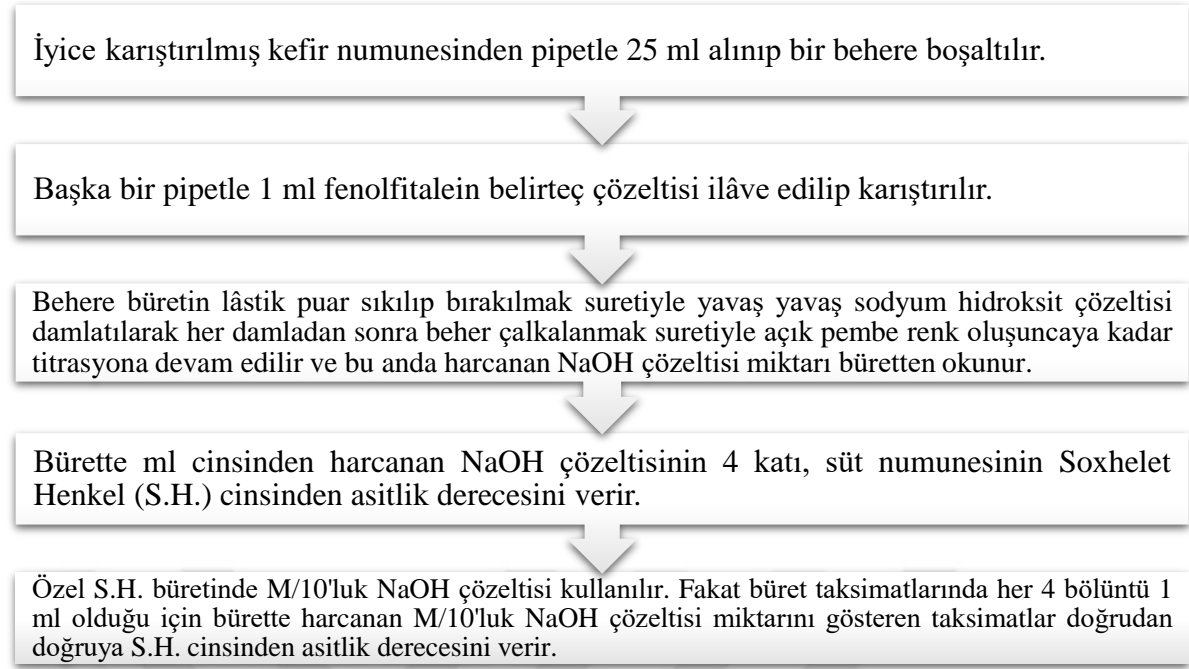 İyice karıştırılmış kefir numunesinden pipetle 25 ml alınıp bir behere boşaltılır.
Başka bir pipetle 1 ml fenolfitalein belirteç çözeltisi ilâve edilip karıştırılır.
Behere büretin lâstik puar sıkılıp bırakılmak suretiyle yavaş yavaş sodyum hidroksit çözeltisi
damlatılarak her damladan sonra beher çalkalanmak suretiyle açık pembe renk oluşuncaya kadar
titrasyona devam edilir ve bu anda harcanan NaOH çözeltisi miktarı büretten okunur.
Bürette ml cinsinden harcanan NaOH çözeltisinin 4 katı, süt numunesinin Soxhelet
Henkel (S.H.) cinsinden asitlik derecesini verir.
Özel S.H. büretinde M/10'luk NaOH çözeltisi kullanılır. Fakat büret taksimatlarında her 4 bölüntü 1
ml olduğu için bürette harcanan M/10'luk NaOH çözeltisi miktarını gösteren taksimatlar doğrudan
doğruya S.H. cinsinden asitlik derecesini verir.